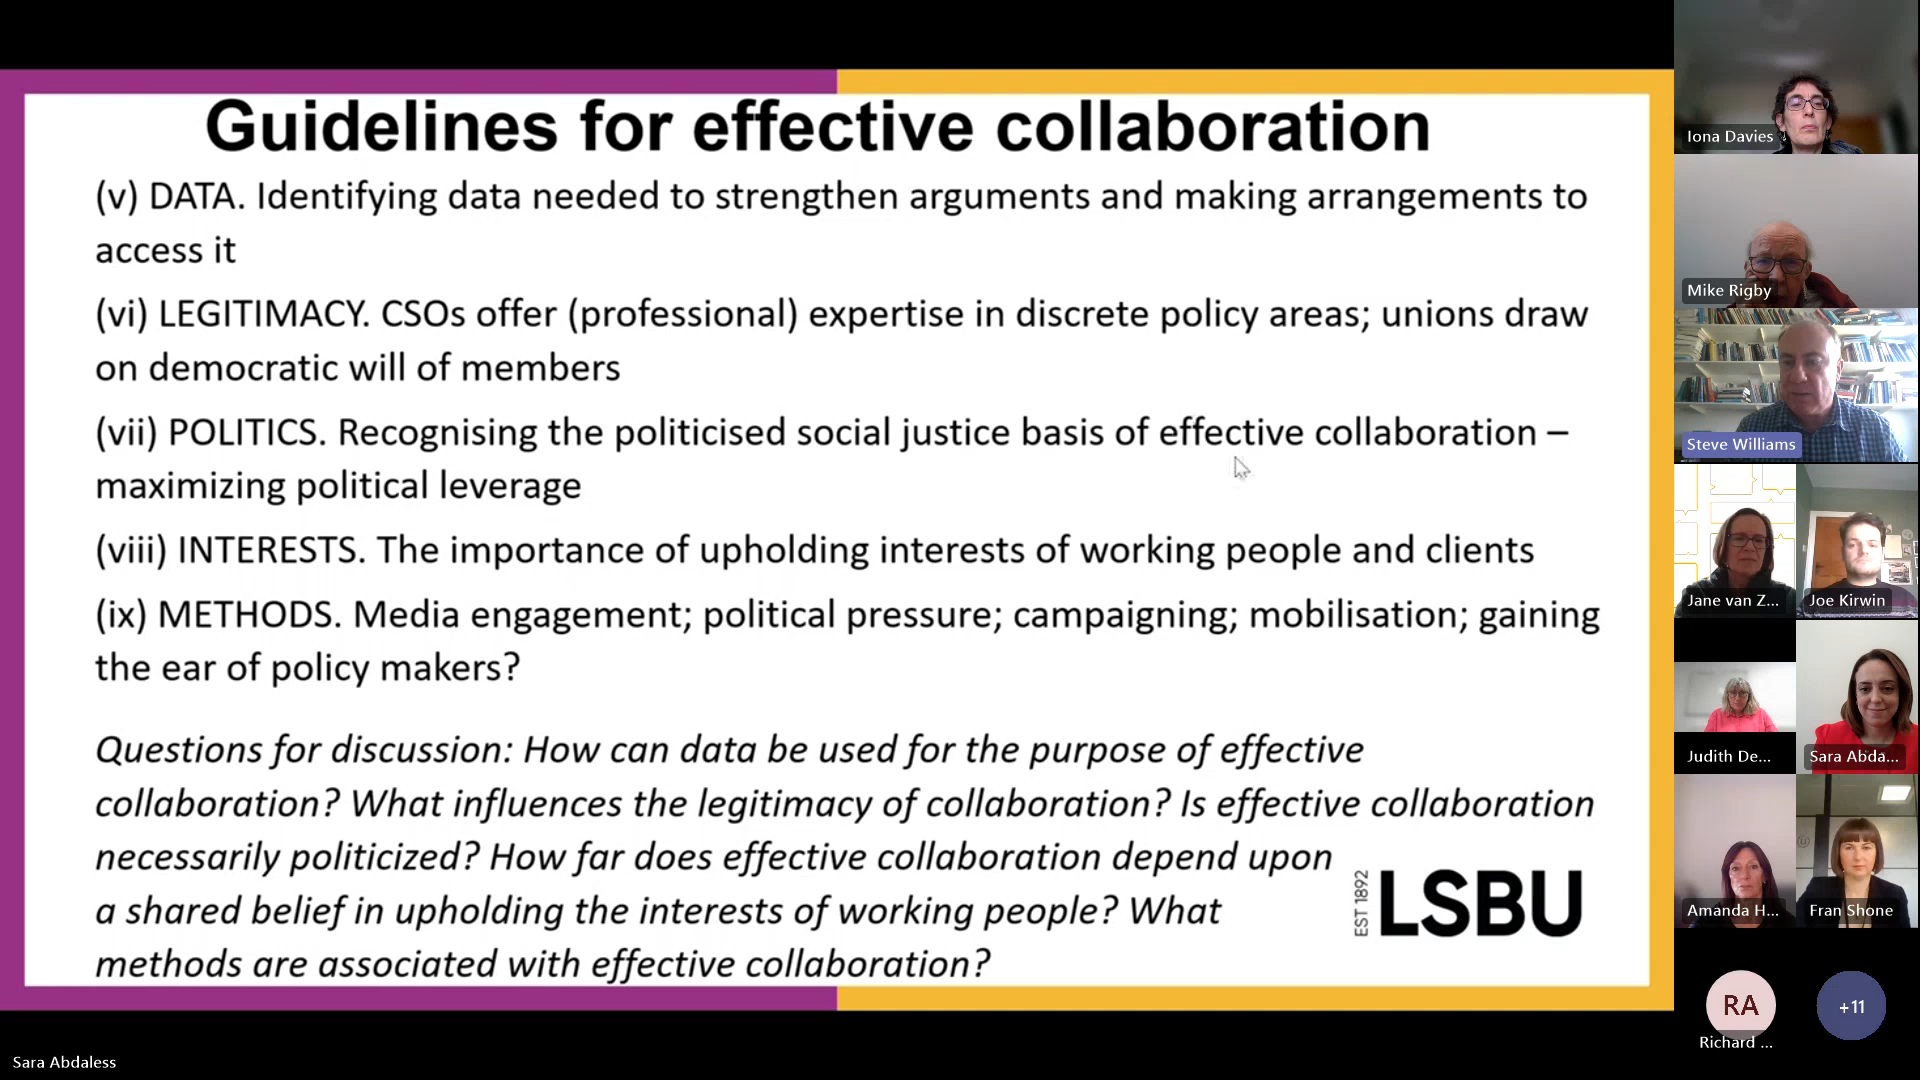 Guidelines for effective collaboration
(v) DATA. Identifying data needed to strengthen arguments and making arrangements to
access it
(vi) LEGITIMACY. CSOs offer (professional) expertise in discrete policy areas; unions draw
on democratic will of members
(vii) POLITICS. Recognising the politicised social justice basis of effective collaboration –
maximizing political leverage
(viii) INTERESTS. The importance of upholding interests of working people and clients
(ix) METHODS. Media engagement; political pressure; campaigning; mobilisation; gaining
the ear of policy makers?
Questions for discussion: How can data be used for the purpose of effective
collaboration? What influences the legitimacy of collaboration? Is effective collaboration
necessarily politicized? How far does effective collaboration depend upon
a shared belief in upholding the interests of working people? What
methods are associated with effective collaboration?
EST 1892
LSBU
Iona Davies
Mike Rigby
Steve Williams
Jane van Z...
Joe Kirwin
Judith De...
Sara Abda...
Amanda H...
Fran Shone
RA
+11
Richard ...
Sara Abdaless